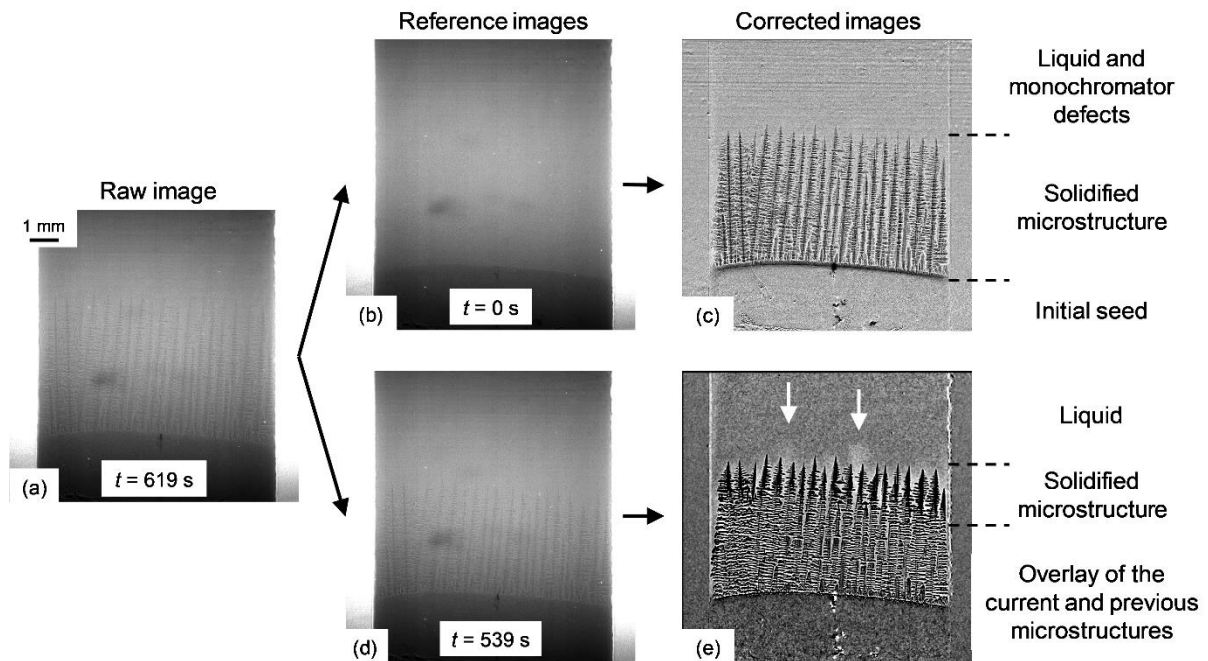 Reference images
Corrected images
Raw image
1 mm
(a)
t = 619 s
(b)
t = 0 s
(c)
Liquid and
monochromator
defects
Solidified
microstructure
Initial seed
(d)
t = 539 s
(e)
Liquid
Solidified
microstructure
Overlay of the
current and previous
microstructures